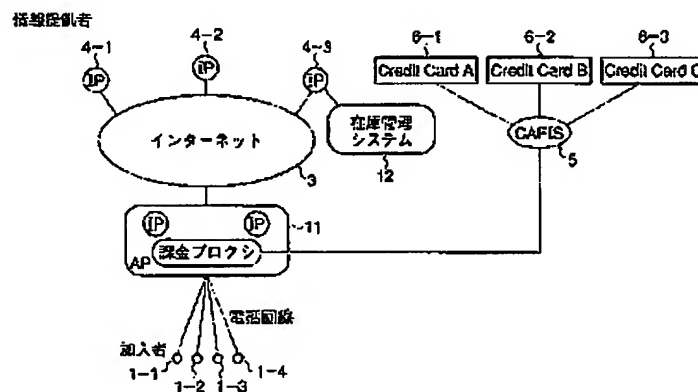 情報提供者
4-1
4-2
4-3
IP
IP
IP
インターネット
3
在庫管理
システム
12
6-1
6-2
6-3
Credit Card A
Credit Card B
Credit Card C
CAFIS
5
IP
IP
11
AP
課金プロクシ
電話回線
加入者
1-1
1-2
1-3
1-4